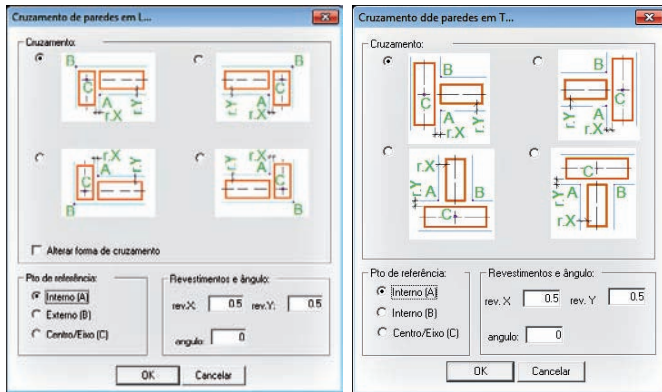 Cruzamento de paredes em L...
Cruzamento:
B
C
A
r.X
r.Y
B
C
A
r.X
r.Y
r.X
A
r.Y
C
B
r.X
A
r.Y
C
B
Alterar forma de cruzamento
Pto de referência:
Interno (A)
Externo (B)
Centro/Eixo (C)
Revestimentos e ângulo:
rev.X: 0.5 rev.Y: 0.5
angulo: 0
OK Cancelar
Cruzamento dde paredes em T...
Cruzamento:
B
C
A
r.X
r.Y
B
C
A
r.X
r.Y
r.X
A
B
r.Y
C
C
A
B
r.Y
r.X
Pto de referência:
Interno (A)
Interno (B)
Centro/Eixo (C)
Revestimentos e ângulo:
rev. X 0.5 rev. Y 0.5
angulo: 0
OK Cancelar